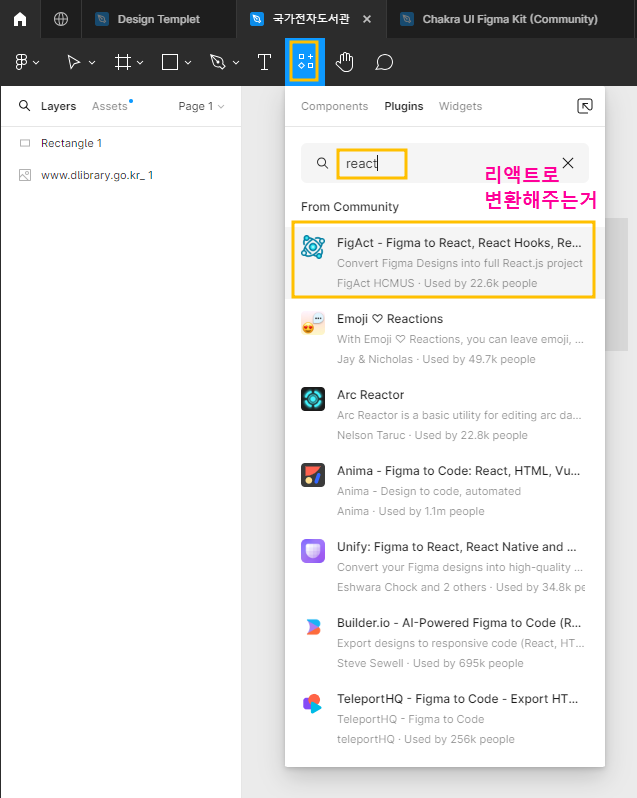 Design Templet
국가전자도서관
Chakra UI Figma Kit (Community)
Layers
Assets
Page 1
Components
Plugins
Widgets
Rectangle 1
www.dlibrary.go.kr_ 1
react
리액트로
변환해주는거
From Community
FigAct - Figma to React, React Hooks, Re...
Convert Figma Designs into full React.js project
FigAct HCMUS · Used by 22.6k people
Emoji ♡ Reactions
With Emoji ♡ Reactions, you can leave emoji, ...
Jay & Nicholas · Used by 49.7k people
Arc Reactor
Arc Reactor is a basic utility for editing arc da...
Nelson Taruc · Used by 22.8k people
Anima - Figma to Code: React, HTML, Vu...
Anima - Design to code, automated
Anima · Used by 1.1m people
Unify: Figma to React, React Native and ...
Convert your Figma designs into high-quality ...
Eshwara Chock and 2 others · Used by 34.8k pe
Builder.io - AI-Powered Figma to Code (R...
Export designs to responsive code (React, HT...
Steve Sewell · Used by 695k people
TeleportHQ - Figma to Code - Export HT...
TeleportHQ - Figma to Code
teleportHQ · Used by 256k people